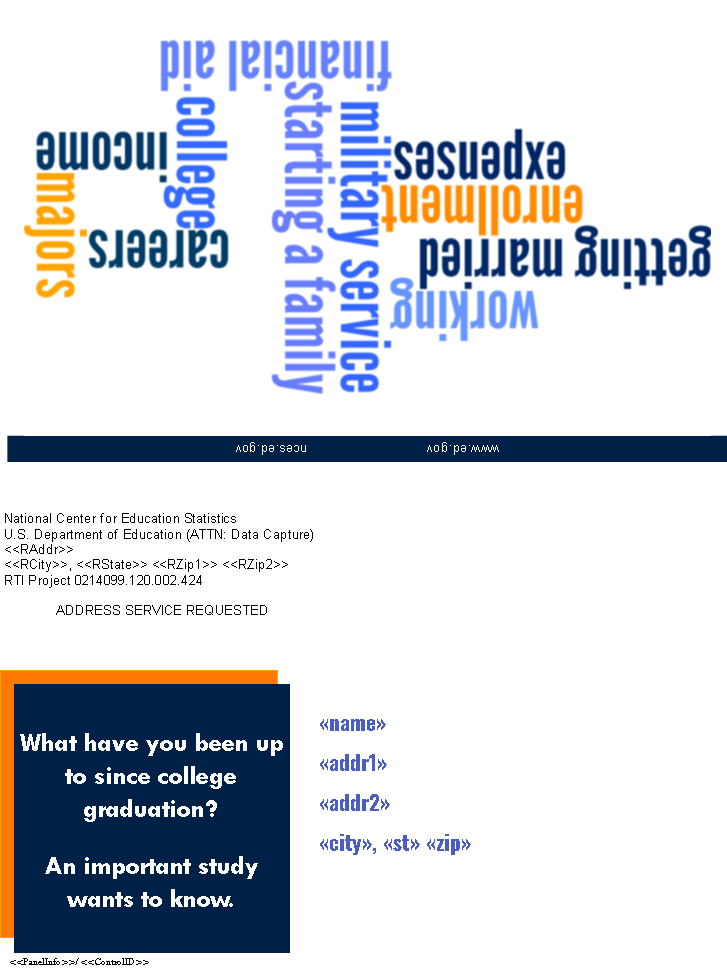 financial aid
income
college
starting a family
military service
expenses
majors
careers
enrollment
getting married
working
nces.ed.gov
www.ed.gov
National Center for Education Statistics
U.S. Department of Education (ATTN: Data Capture)
<<RAddr>>
<<RCity>>, <<RState>> <<RZip1>> <<RZip2>>
RTI Project 0214099.120.002.424
ADDRESS SERVICE REQUESTED
What have you been up
to since college
graduation?
An important study
wants to know.
«name»
«addr1»
«addr2»
«city», «st» «zip»
<<PanelInfo>>/ <<ControlID>>